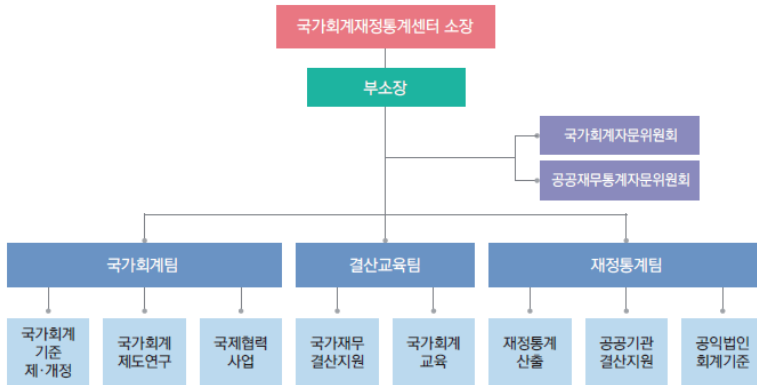 국가회계재정통계센터 소장
부소장
국가회계자문위원회
공공재무통계자문위원회
국가회계팀
결산교육팀
재정통계팀
국가회계
기준
제·개정
국가회계
제도연구
국제협력
사업
국가재무
결산지원
국가회계
교육
재정통계
산출
공공기관
결산지원
공익법인
회계기준